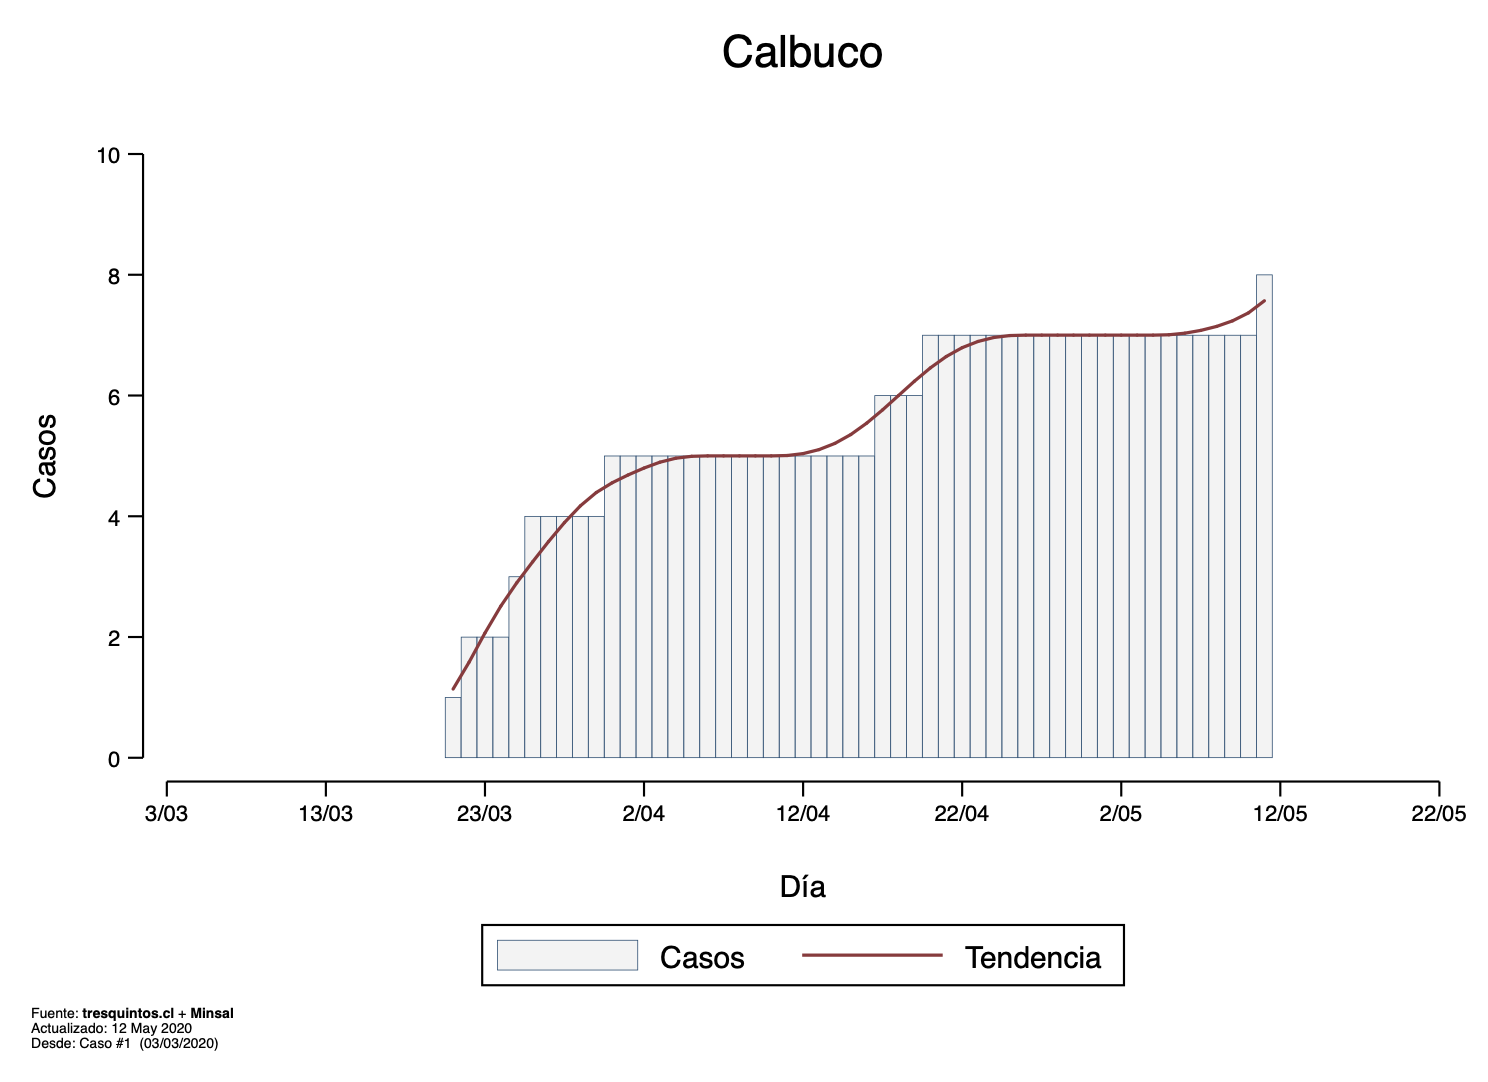 Calbuco
10
8
6
4
2
0
Casos
3/03 13/03 23/03 2/04 12/04 22/04 2/05 12/05 22/05
Día
Casos Tendencia
Fuente: tresquintos.cl + Minsal
Actualizado: 12 May 2020
Desde: Caso #1 (03/03/2020)